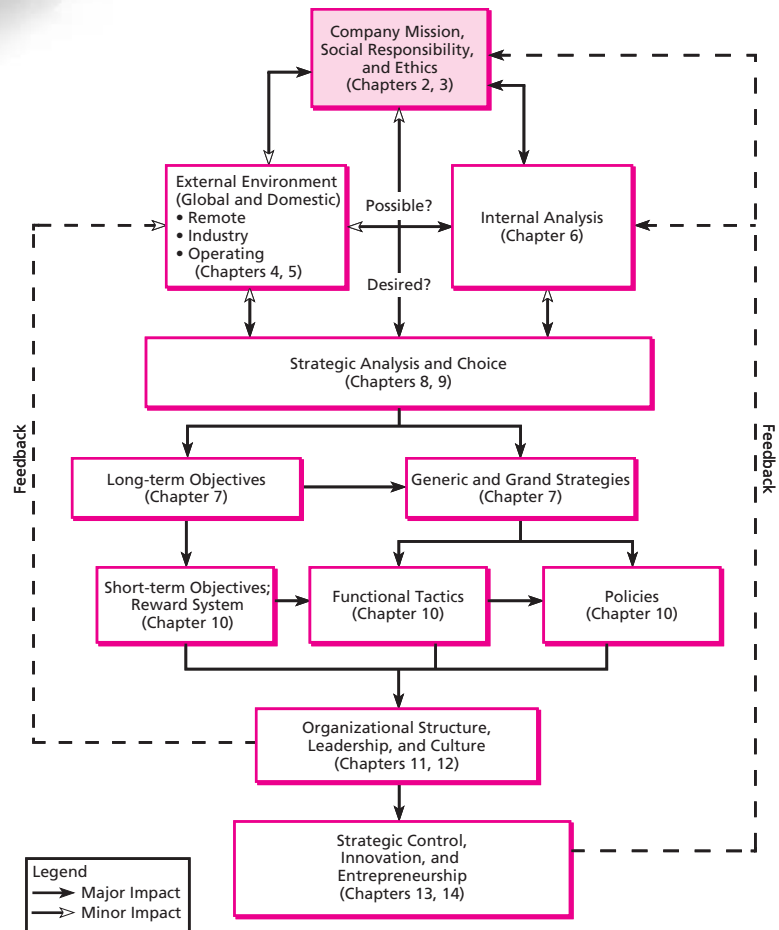 Company Mission,
Social Responsibility,
and Ethics
(Chapters 2, 3)
External Environment
(Global and Domestic)
• Remote
• Industry
• Operating
(Chapters 4, 5)
Possible?
Internal Analysis
(Chapter 6)
Desired?
Strategic Analysis and Choice
(Chapters 8, 9)
Feedback
Feedback
Long-term Objectives
(Chapter 7)
Generic and Grand Strategies
(Chapter 7)
Short-term Objectives;
Reward System
(Chapter 10)
Functional Tactics
(Chapter 10)
Policies
(Chapter 10)
Organizational Structure,
Leadership, and Culture
(Chapters 11, 12)
Strategic Control,
Innovation, and
Entrepreneurship
(Chapters 13, 14)
Legend
Major Impact
Minor Impact